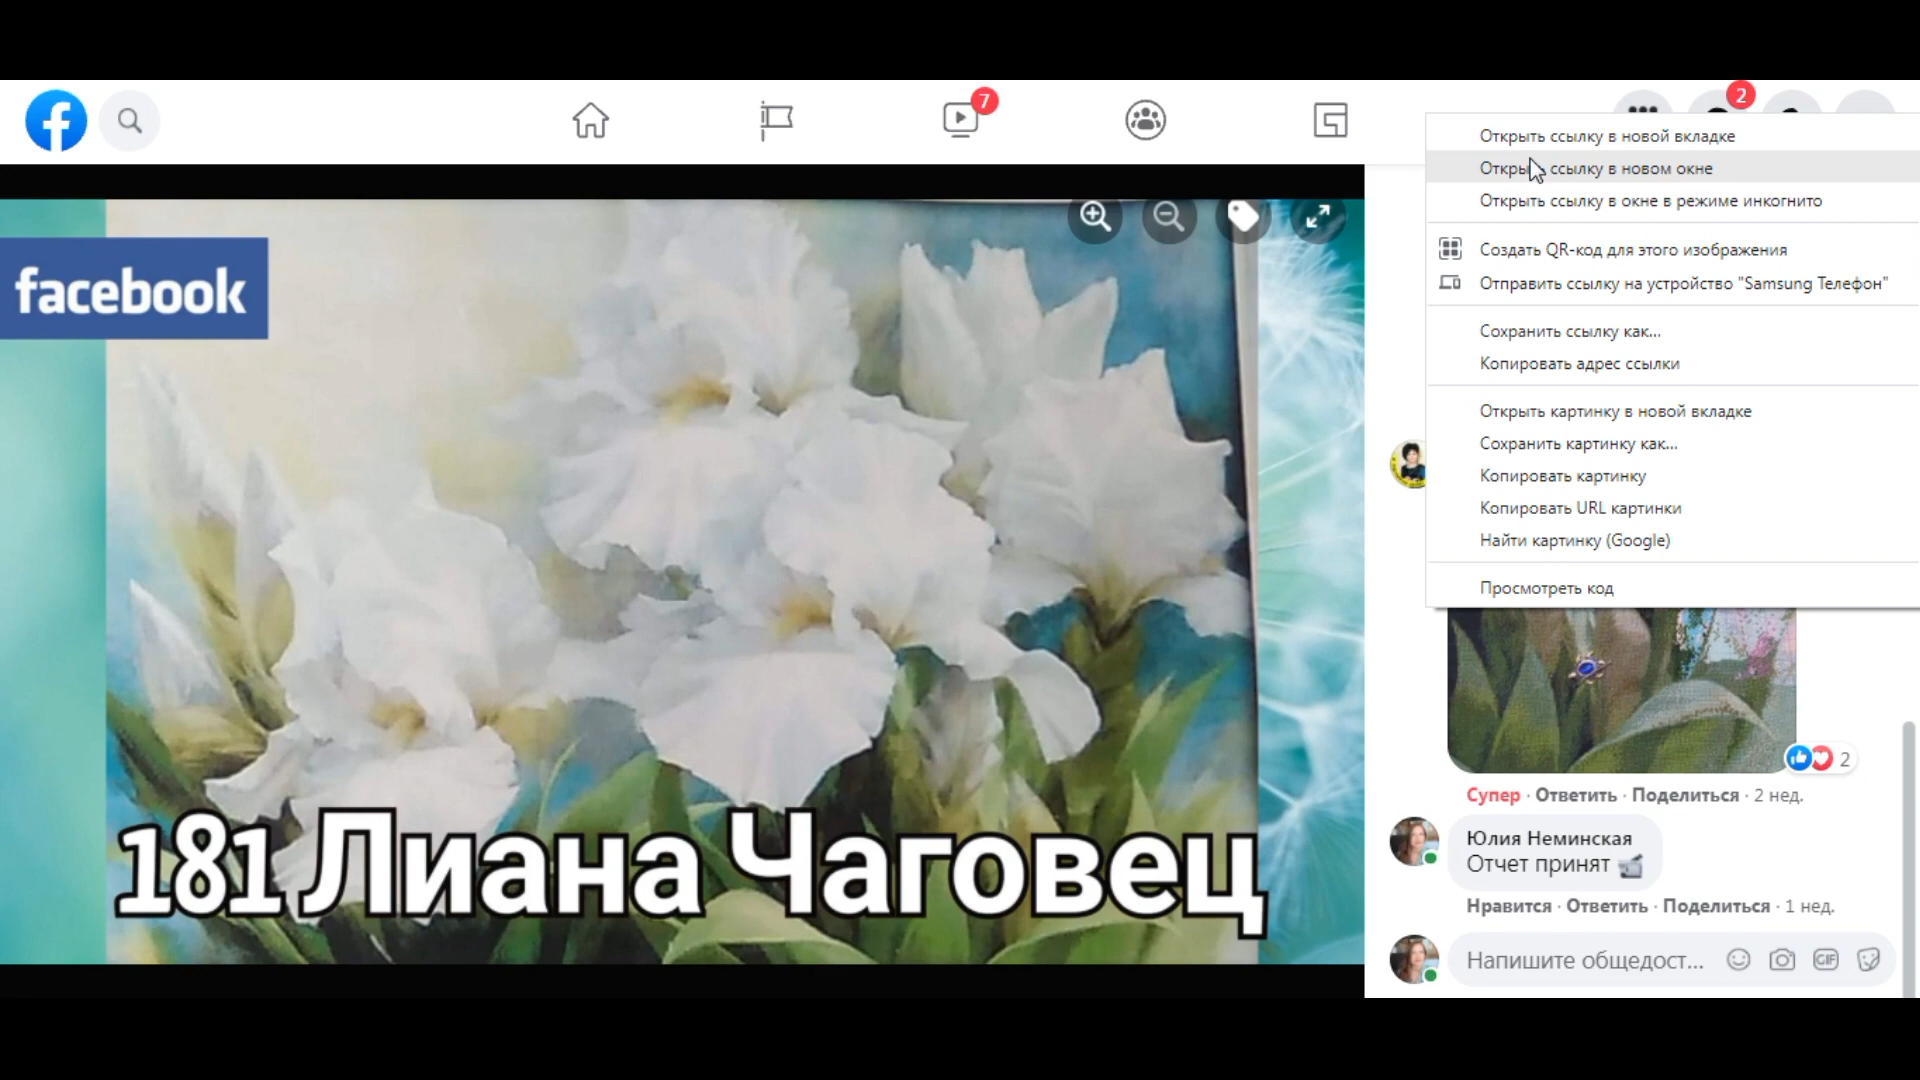 7
2
facebook
181 Лиана Чаговец
Открыть ссылку в новой вкладке
Откры ссылку в новом окне
Открыть ссылку в окне в режиме инкогнито
Создать QR-код для этого изображения
Отправить ссылку на устройство "Samsung Телефон"
Сохранить ссылку как...
Копировать адрес ссылки
Открыть картинку в новой вкладке
Сохранить картинку как...
Копировать картинку
Копировать URL картинки
Найти картинку (Google)
Просмотреть код
2
Супер · Ответить · Поделиться · 2 нед.
Юлия Неминская
Отчет принят
Нравится · Ответить · Поделиться · 1 нед.
Напишите общедост...
GIF